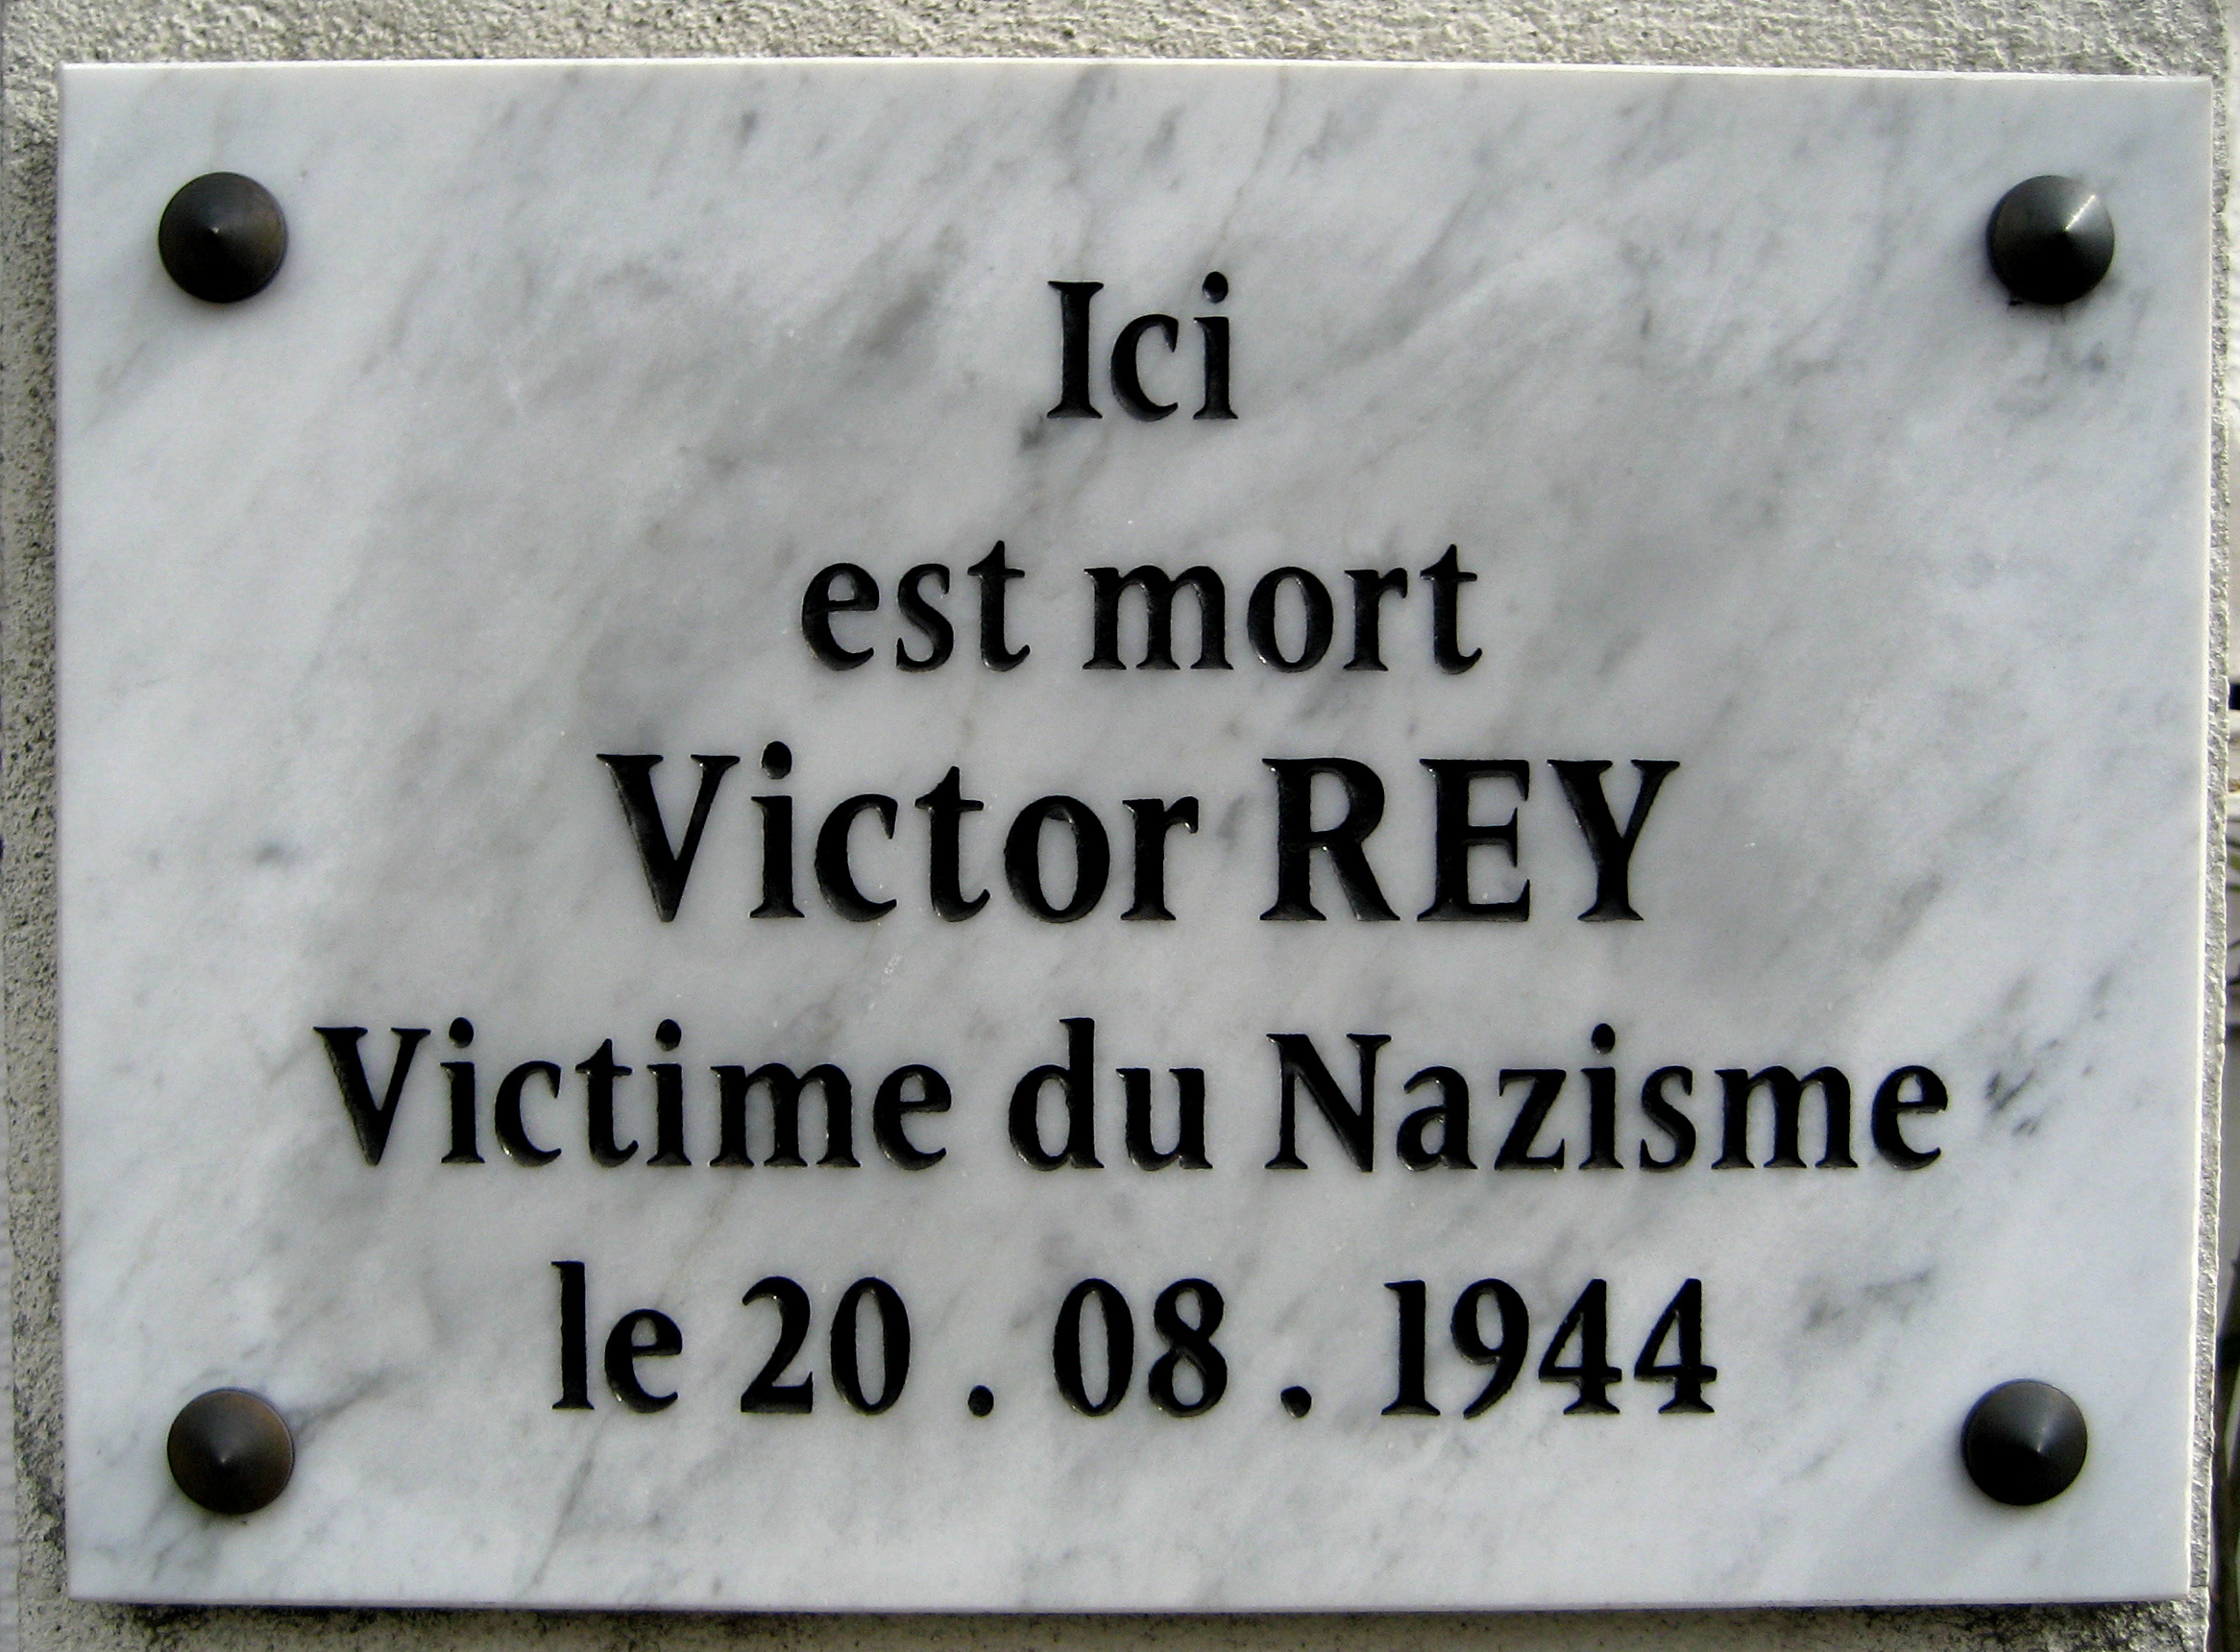 Ici
est mort
Victor REY
Victime du Nazisme
le 20 . 08 . 1944